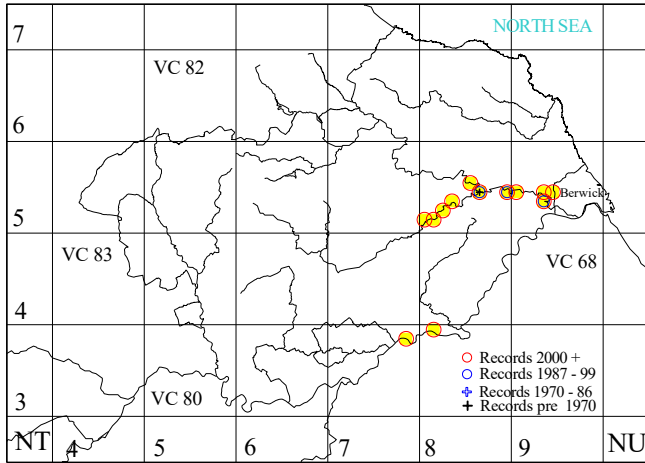 7
NORTH SEA
VC 82
6
Berwick
5
VC 83
VC 68
4
Records 2000 +
Records 1987 - 99
Records 1970 - 86
VC 80
Records pre 1970
3
NT 4 5 6 7 8 9 NU